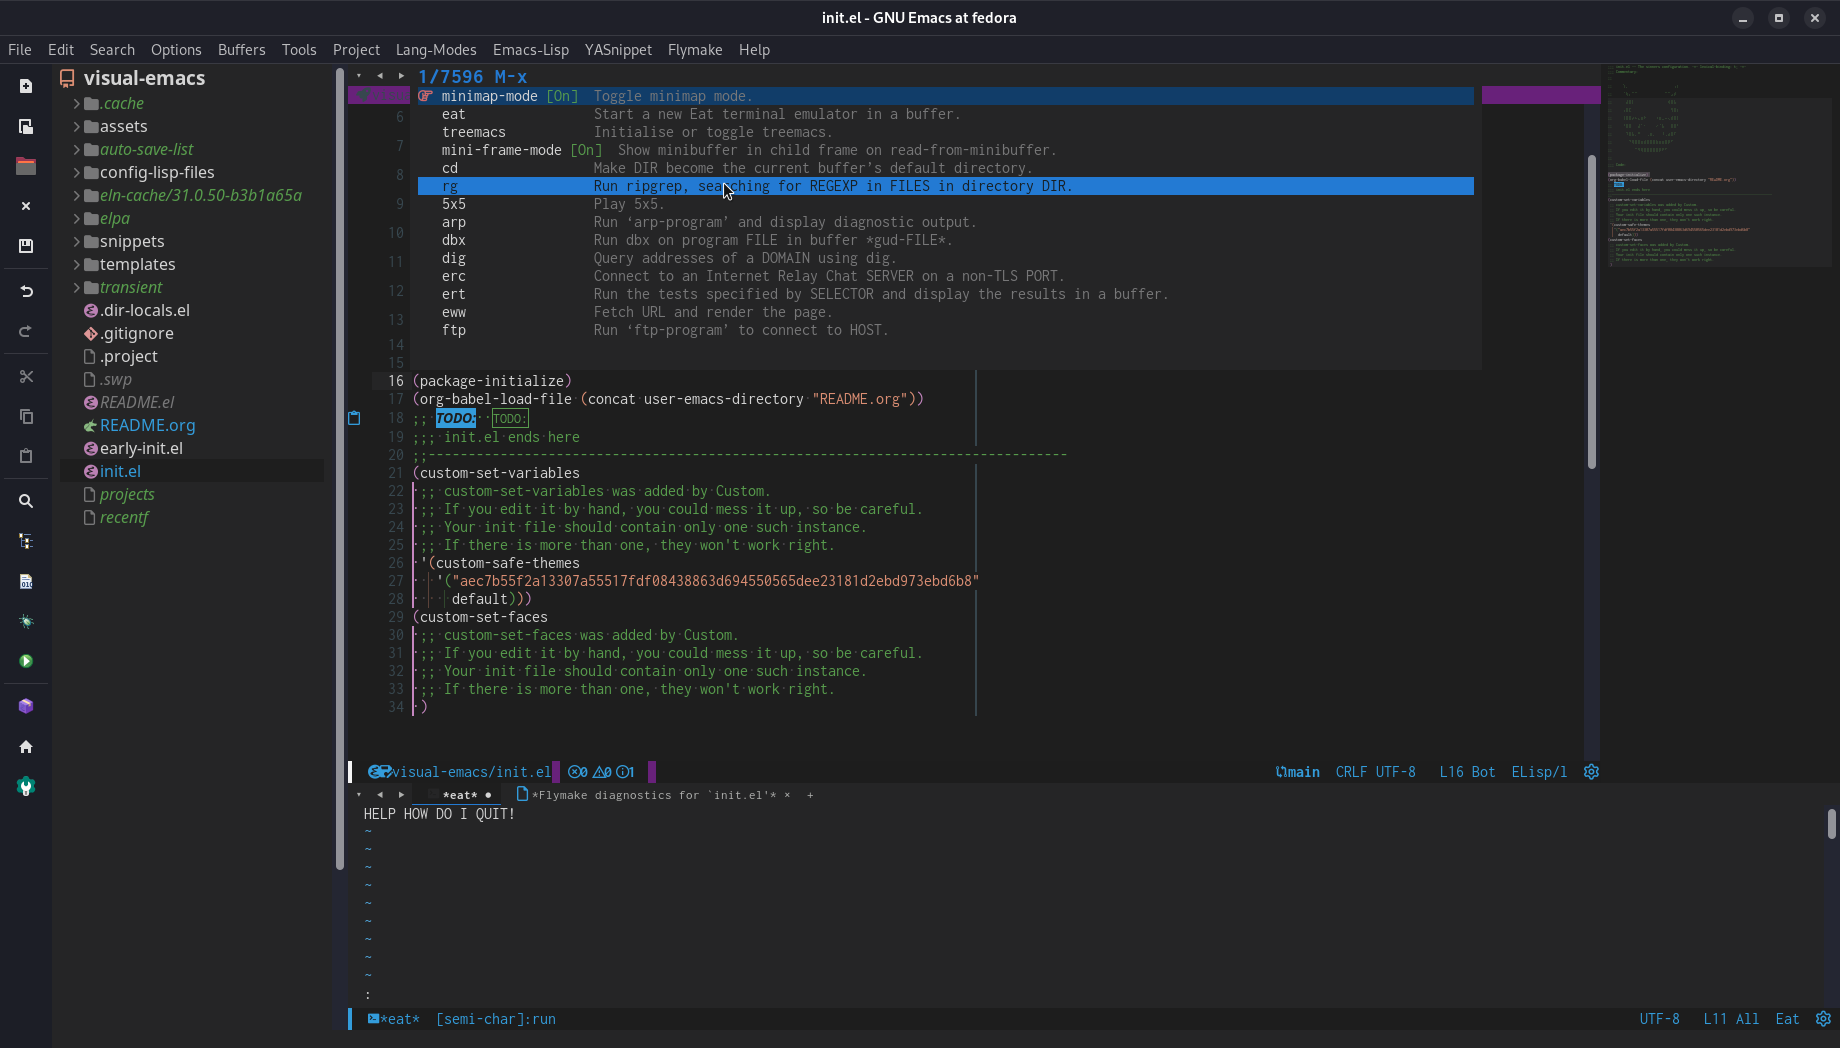 init.el - GNU Emacs at fedora
File Edit Search Options Buffers Tools Project Lang-Modes Emacs-Lisp YASnippet Flymake Help
visual-emacs
.cache
assets
auto-save-list
config-lisp-files
eln-cache/31.0.50-b3b1a65a
elpa
snippets
templates
transient
.dir-locals.el
.gitignore
.project
.swp
README.el
README.org
early-init.el
init.el
projects
recentf
1/7596 M-x
minimap-mode [On] Toggle minimap mode.
eat Start a new Eat terminal emulator in a buffer.
treemacs Initialise or toggle treemacs.
mini-frame-mode [On] Show minibuffer in child frame on read-from-minibuffer.
cd Make DIR become the current buffer’s default directory.
rg Run ripgrep, searching for REGEXP in FILES in directory DIR.
5x5 Play 5x5.
arp Run ‘arp-program’ and display diagnostic output.
dbx Run dbx on program FILE in buffer *gud-FILE*.
dig Query addresses of a DOMAIN using dig.
erc Connect to an Internet Relay Chat SERVER on a non-TLS PORT.
ert Run the tests specified by SELECTOR and display the results in a buffer.
eww Fetch URL and render the page.
ftp Run ‘ftp-program’ to connect to HOST.
6
7
8
9
10
11
12
13
14
15
16 (package-initialize)
17 (org-babel-load-file (concat user-emacs-directory "README.org"))
18 ;; TODO: TODO:
19 ;;; init.el ends here
20 ;;--------------------------------------------------------------------------------
21 (custom-set-variables
22 ;; custom-set-variables was added by Custom.
23 ;; If you edit it by hand, you could mess it up, so be careful.
24 ;; Your init file should contain only one such instance.
25 ;; If there is more than one, they won't work right.
26 '(custom-safe-themes
27 '("aec7b55f2a13307a55517fdf08438863d694550565dee23181d2ebd973ebd6b8"
28 default)))
29 (custom-set-faces
30 ;; custom-set-faces was added by Custom.
31 ;; If you edit it by hand, you could mess it up, so be careful.
32 ;; Your init file should contain only one such instance.
33 ;; If there is more than one, they won't work right.
34 )
visual-emacs/init.el 0 0 1 main CRLF UTF-8 L16 Bot ELisp/l
*eat* ● *Flymake diagnostics for `init.el'* × +
HELP HOW DO I QUIT!
~
~
~
~
~
~
~
~
~
:
*eat* [semi-char]:run UTF-8 L11 All Eat